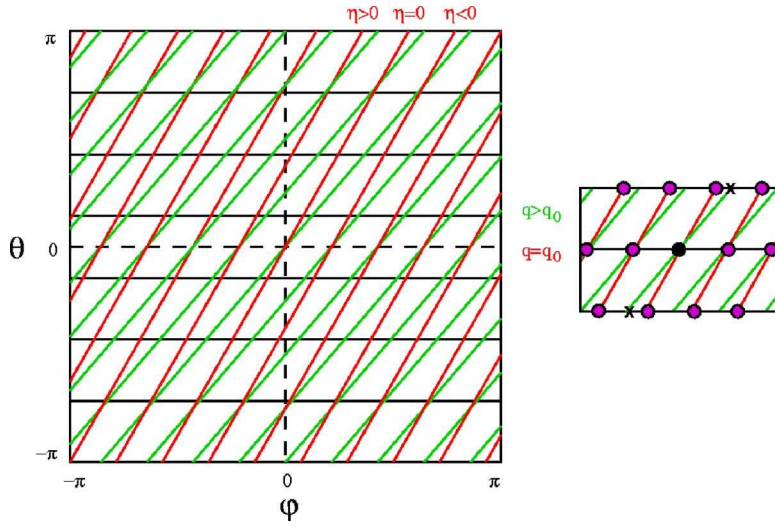 η>0 η=0 η<0
π
θ 0
−π
−π 0 π
φ
x
q>q₀
q=q₀
x